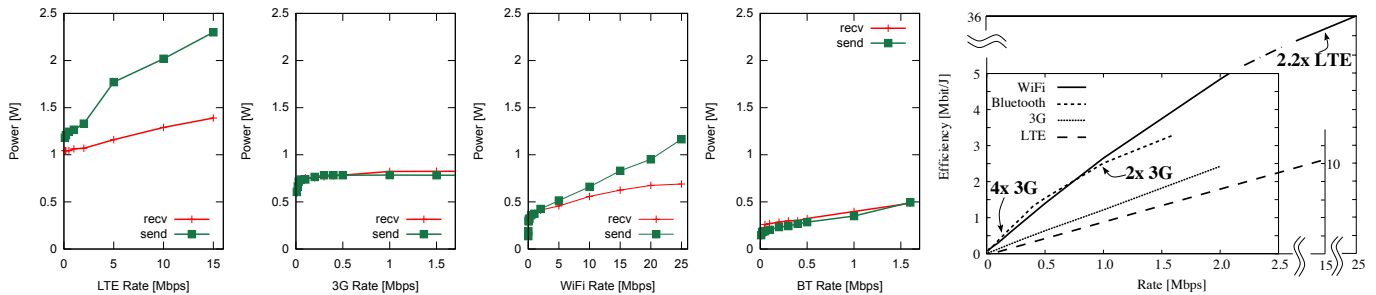 2.5
2
1.5
1
0.5
0
Power [W]
recv
send
0 5 10 15
LTE Rate [Mbps]
2.5
2
1.5
1
0.5
0
Power [W]
recv
send
0 0.5 1 1.5
3G Rate [Mbps]
2.5
2
1.5
1
0.5
0
Power [W]
recv
send
0 5 10 15 20 25
WiFi Rate [Mbps]
2.5
2
1.5
1
0.5
0
Power [W]
recv
send
0 0.5 1 1.5
BT Rate [Mbps]
36
2.2x LTE
5
4
3
2
1
0
Efficiency [Mbit/J]
WiFi
Bluetooth
3G
LTE
4x 3G
2x 3G
10
0.0 0.5 1.0 1.5 2.0 2.5 15 25
Rate [Mbps]